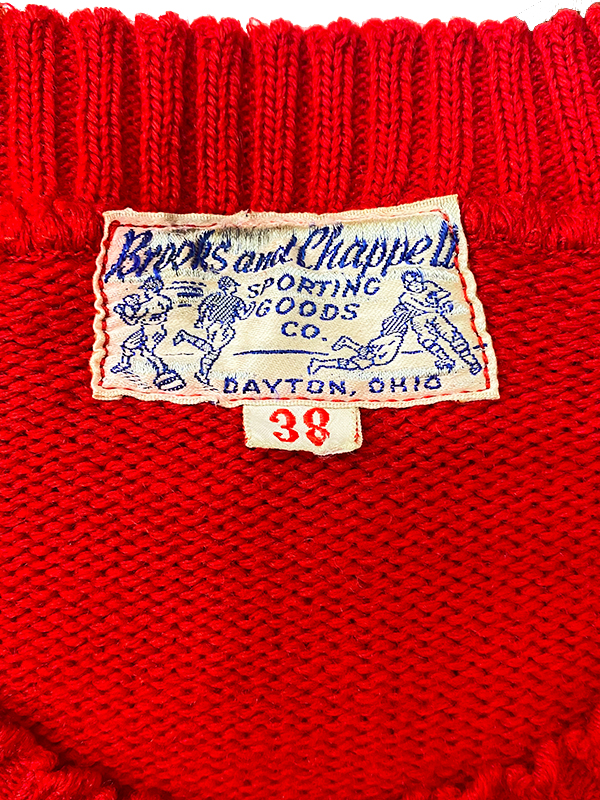 Brooks and Chappell
SPORTING
GOODS
CO.
DAYTON, OHIO
38